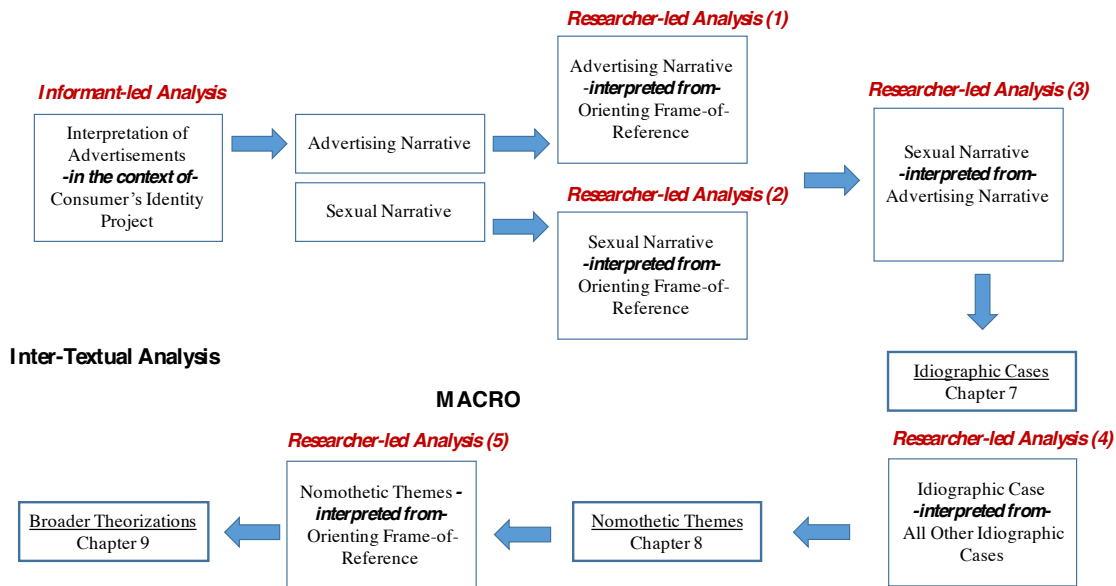 Researcher-led Analysis (1)
Informant-led Analysis
Interpretation of
Advertisements
-in the context of-
Consumer's Identity
Project
Advertising Narrative
Sexual Narrative
Advertising Narrative
-interpreted from-
Orienting Frame-of-
Reference
Researcher-led Analysis (2)
Sexual Narrative
-interpreted from-
Orienting Frame-of-
Reference
Researcher-led Analysis (3)
Sexual Narrative
-interpreted from-
Advertising Narrative
Inter-Textual Analysis
Idiographic Cases
Chapter 7
MACRO
Researcher-led Analysis (4)
Idiographic Case
-interpreted from-
All Other Idiographic
Cases
Nomothetic Themes
Chapter 8
Researcher-led Analysis (5)
Nomothetic Themes -
interpreted from-
Orienting Frame-of-
Reference
Broader Theorizations
Chapter 9